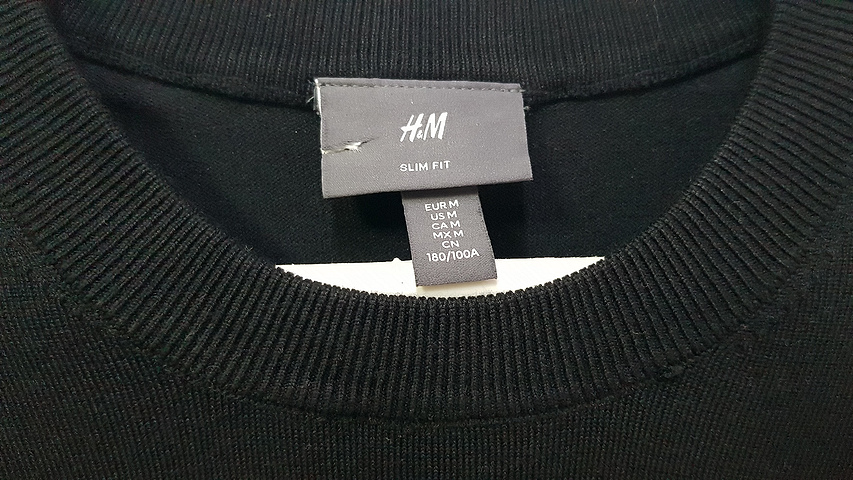 H&M
SLIM FIT
EUR M
US M
CA M
MX M
CN
180/100A